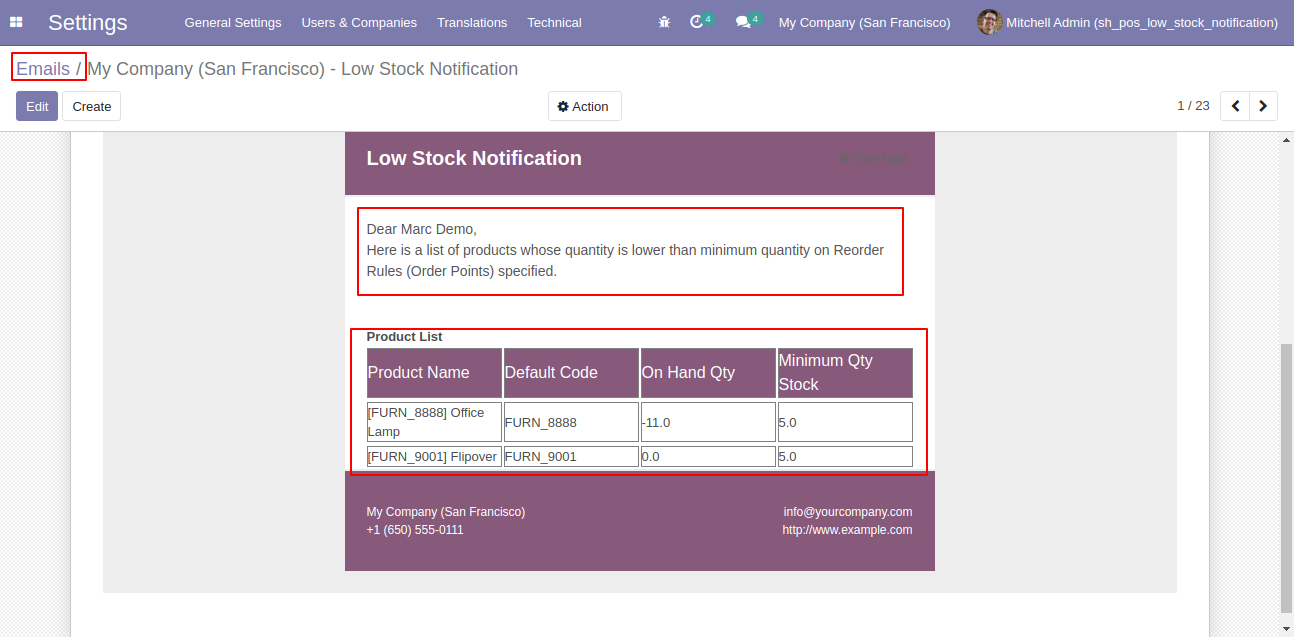 Settings General Settings Users & Companies Translations Technical 4 4 My Company (San Francisco) Mitchell Admin (sh_pos_low_stock_notification)
Emails / My Company (San Francisco) - Low Stock Notification
Edit Create Action 1 / 23
Low Stock Notification
Dear Marc Demo,
Here is a list of products whose quantity is lower than minimum quantity on Reorder
Rules (Order Points) specified.
Product List
Product Name Default Code On Hand Qty Minimum Qty
Stock
[FURN_8888] Office
Lamp FURN_8888 -11.0 5.0
[FURN_9001] Flipover FURN_9001 0.0 5.0
My Company (San Francisco) info@yourcompany.com
+1 (650) 555-0111 http://www.example.com